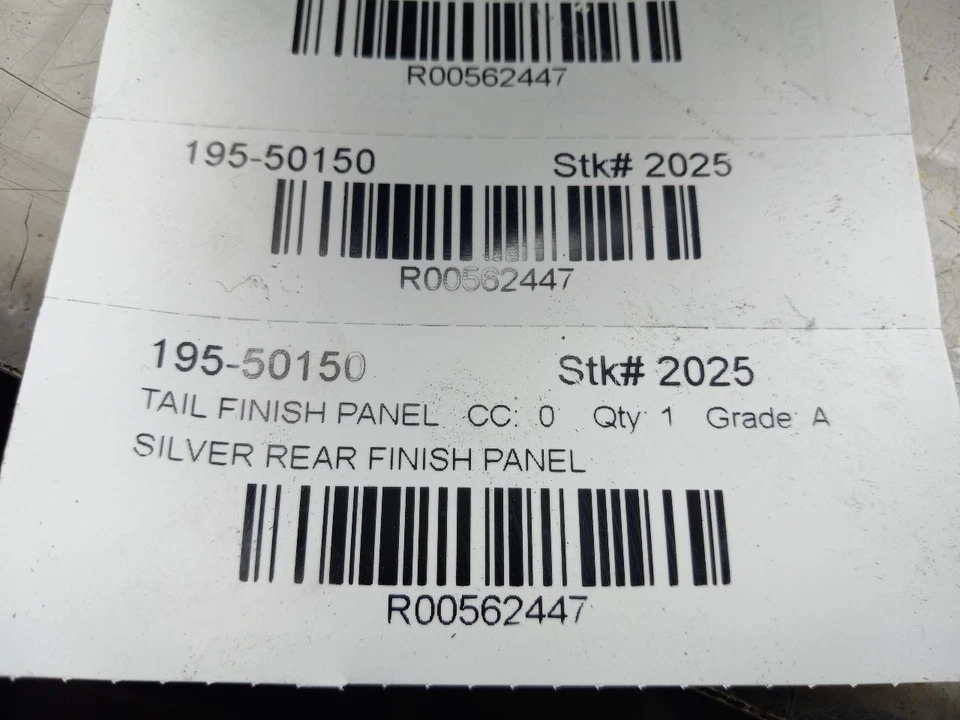 R00562447
195-50150 Stk# 2025
R00562447
195-50150 Stk# 2025
TAIL FINISH PANEL CC: 0 Qty: 1 Grade: A
SILVER REAR FINISH PANEL
R00562447